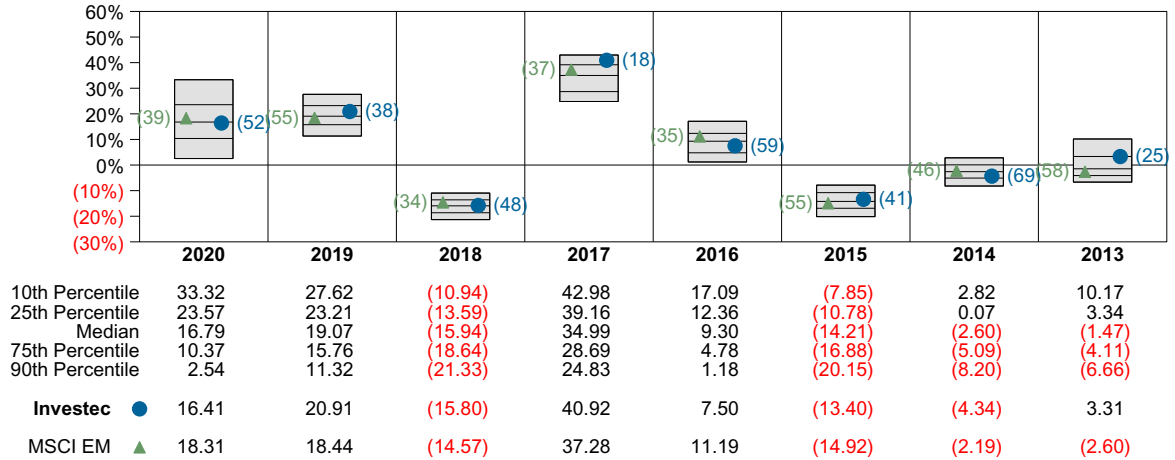 60%
50%
40%
30%
20%
10%
0%
(10%)
(20%)
(30%)
(39) (52) (55) (38) (34) (48) (37) (18) (35) (59) (55) (41) (46) (69) (58) (25)
2020 2019 2018 2017 2016 2015 2014 2013
10th Percentile 33.32 27.62 (10.94) 42.98 17.09 (7.85) 2.82 10.17
25th Percentile 23.57 23.21 (13.59) 39.16 12.36 (10.78) 0.07 3.34
Median 16.79 19.07 (15.94) 34.99 9.30 (14.21) (2.60) (1.47)
75th Percentile 10.37 15.76 (18.64) 28.69 4.78 (16.88) (5.09) (4.11)
90th Percentile 2.54 11.32 (21.33) 24.83 1.18 (20.15) (8.20) (6.66)
Investec 16.41 20.91 (15.80) 40.92 7.50 (13.40) (4.34) 3.31
MSCI EM 18.31 18.44 (14.57) 37.28 11.19 (14.92) (2.19) (2.60)